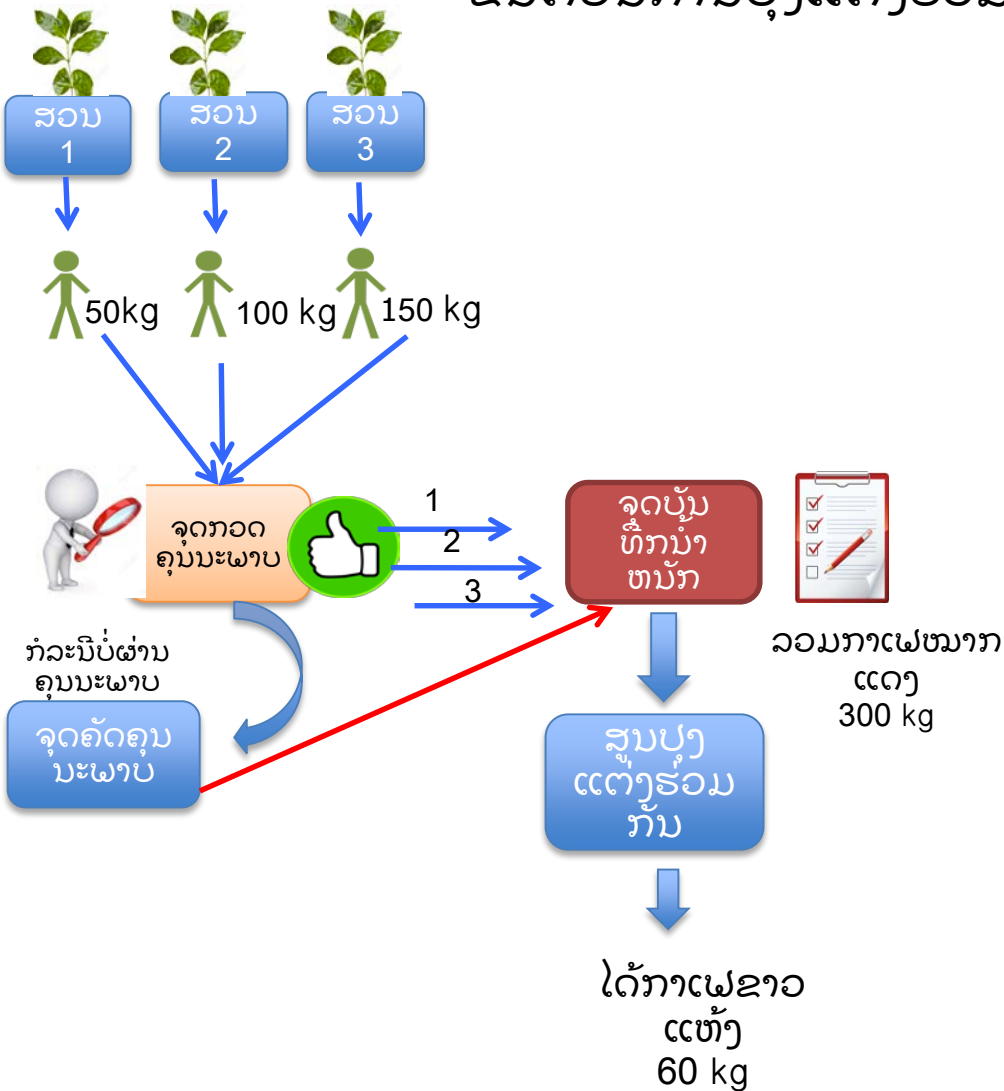 ສວນ
1
ສວນ
2
ສວນ
3
50kg
100 kg
150 kg
ຈຸດກວດ
ຄຸນນະພາບ
1
2
3
ຈດບັນ
ທຶກນໍ້າ
ຫນັກ
ລວມກາເຟໝາກ
ແດງ
300 kg
ກໍລະນີບໍ່ຜ່ານ
ຄຸນນະພາບ
ຈຸດຄັດຄຸນ
ນະພາບ
ສູນປຸງ
ແຕ່ງຮ່ວມ
ກັນ
ໄດ້ກາເຟຂາວ
ແຫ້ງ
60 kg